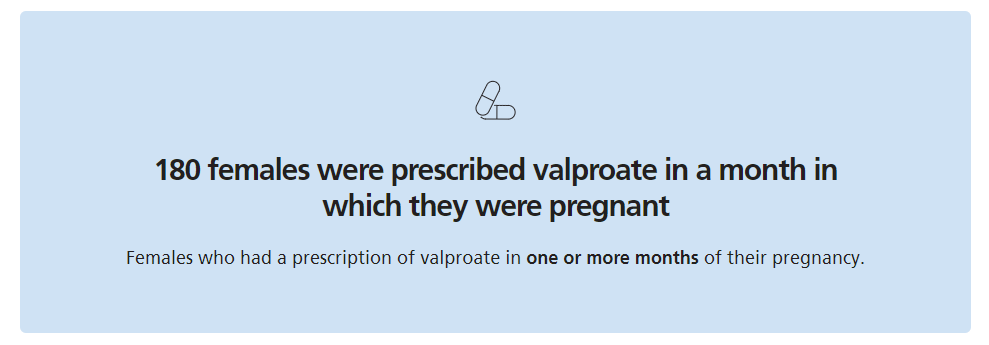 180 females were prescribed valproate in a month in
which they were pregnant
Females who had a prescription of valproate in one or more months of their pregnancy.